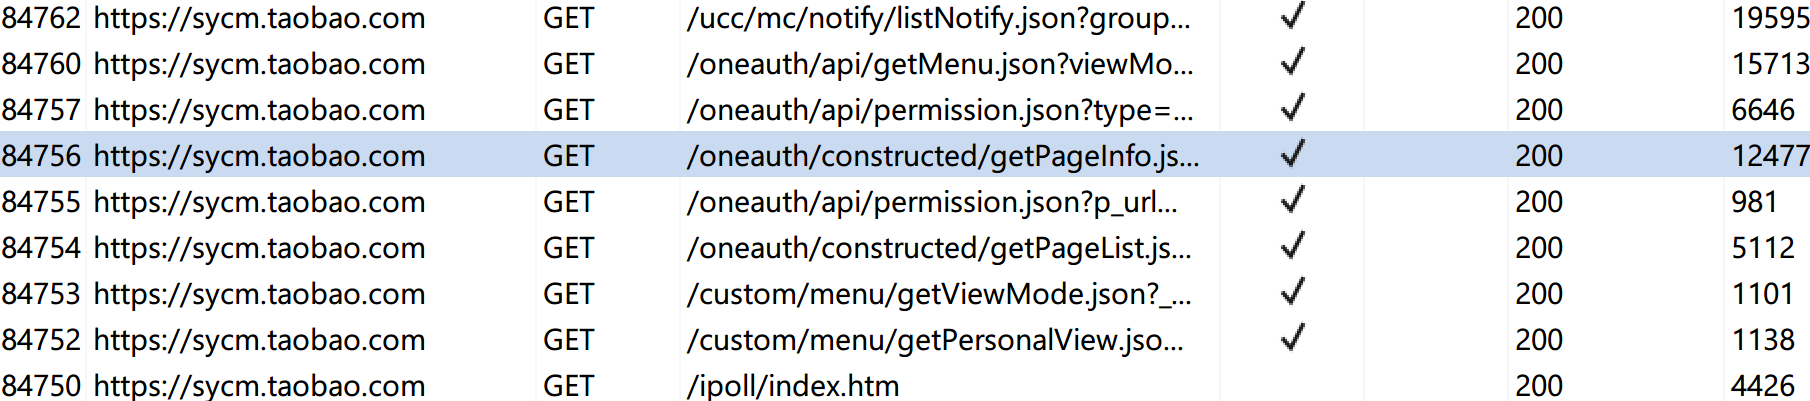 84762 https://sycm.taobao.com GET /ucc/mc/notify/listNotify.json?group... ✓ 200 19595
84760 https://sycm.taobao.com GET /oneauth/api/getMenu.json?viewMo... ✓ 200 15713
84757 https://sycm.taobao.com GET /oneauth/api/permission.json?type=... ✓ 200 6646
84756 https://sycm.taobao.com GET /oneauth/constructed/getPageInfo.js... ✓ 200 12477
84755 https://sycm.taobao.com GET /oneauth/api/permission.json?p_url... ✓ 200 981
84754 https://sycm.taobao.com GET /oneauth/constructed/getPageList.js... ✓ 200 5112
84753 https://sycm.taobao.com GET /custom/menu/getViewMode.json?_... ✓ 200 1101
84752 https://sycm.taobao.com GET /custom/menu/getPersonalView.jso... ✓ 200 1138
84750 https://sycm.taobao.com GET /ipoll/index.htm 200 4426